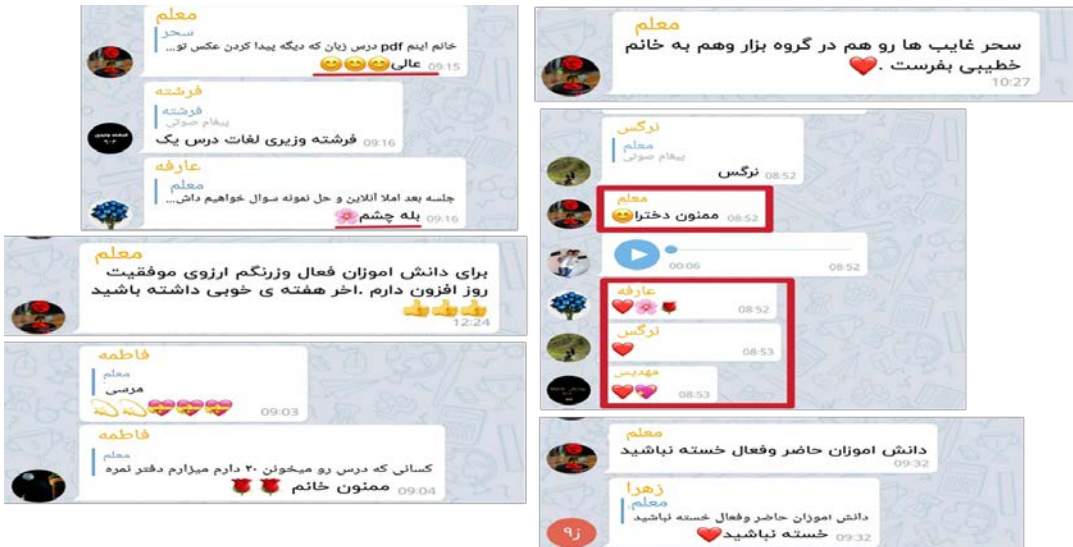 معلم
سحر
خانم اینم pdf درس زبان که دیگه پیدا کردن عکس تو...
عالی😊😊😊 09:15
فرشته
فرشته
پیغام صوتی
فرشته وزیری لغات درس یک 09:16
عارفه
معلم
جلسه بعد املا آنلاین و حل نمونه سوال خواهیم داش...
بله چشم🌸 09:16
معلم
برای دانش اموزان فعال وزرنگم ارزوی موفقیت
روز افزون دارم .اخر هفته ی خوبی داشته باشید
👍👍👍
12:24
فاطمه
معلم
مرسی
💫💫💝💝💝 09:03
فاطمه
معلم
کسانی که درس رو میخونن ۲۰ دارم میزارم دفتر نمره
ممنون خانم 🌹🌹 09:04
معلم
سحر غایب ها رو هم در گروه بزار وهم به خانم
خطیبی بفرست .❤️
10:27
نرگس
معلم
پیغام صوتی
نرگس 08:52
معلم
ممنون دخترا😊 08:52
00:06 08:52
عارفه
❤️🌸🌹 08:52
نرگس
❤️ 08:53
مهدیس
❤️💖 08:53
معلم
دانش اموزان حاضر وفعال خسته نباشید
09:32
زهرا
معلم
دانش اموزان حاضر وفعال خسته نباشید
خسته نباشید❤️ 09:32
ز۹